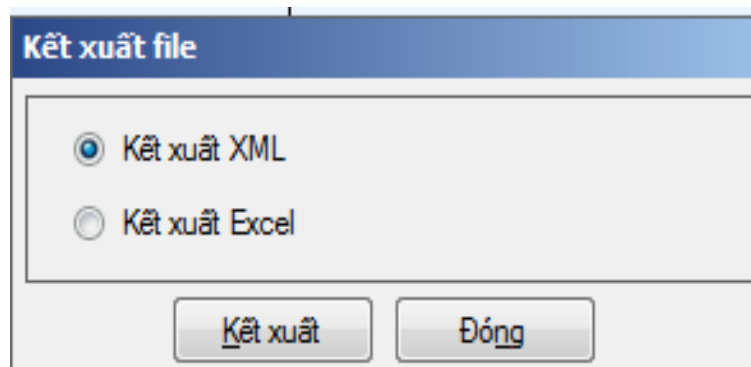 Kết xuất file
Kết xuất XML
Kết xuất Excel
Kết xuất Đóng